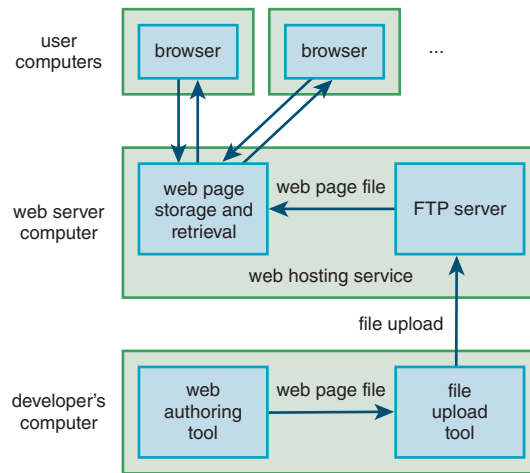 user
computers
browser
browser
...
web server
computer
web page
storage and
retrieval
web page file
FTP server
web hosting service
file upload
developer's
computer
web
authoring
tool
web page file
file
upload
tool